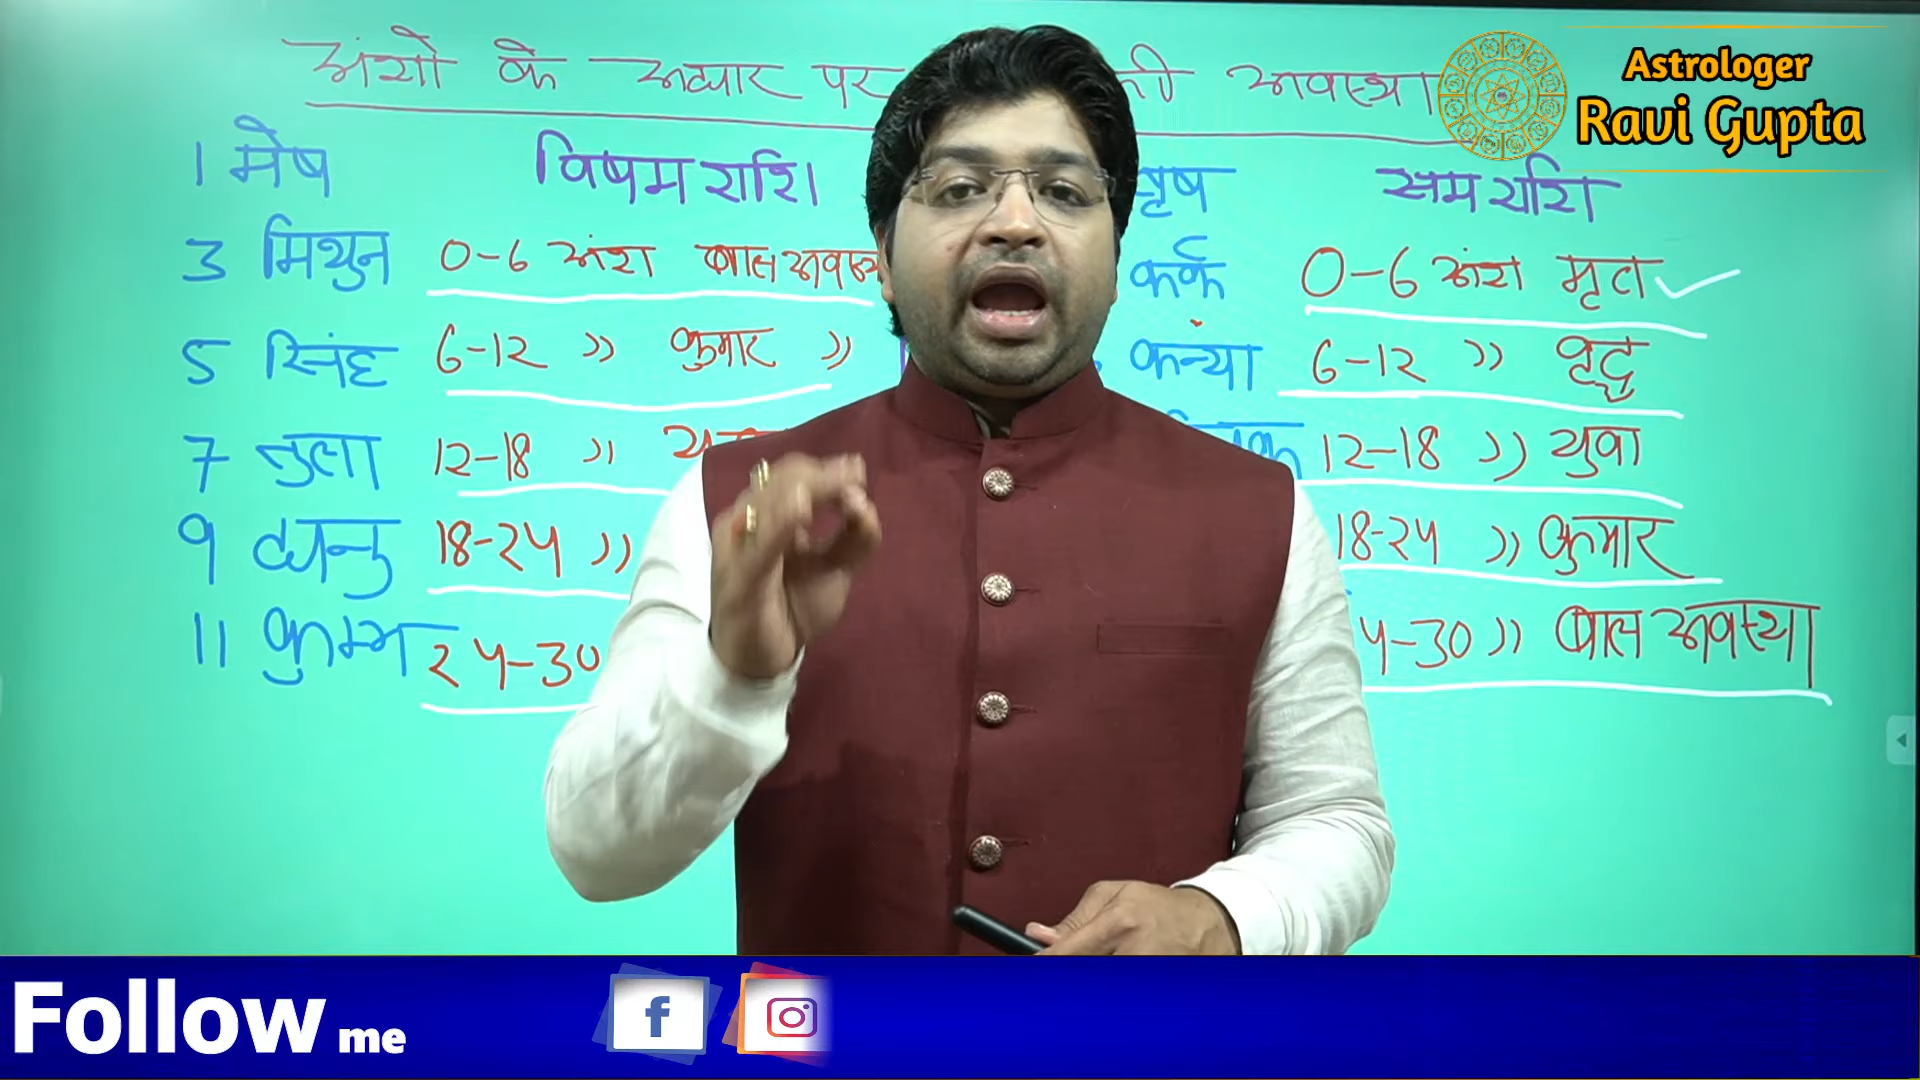 अंशो के आधार पर की अवस्था
Astrologer
Ravi Gupta
1 मेष विषम राशि वृष सम राशि
3 मिथुन 0-6 अंश बाल अवस्था कर्क 0-6 अंश मृत
5 सिंह 6-12 » कुमार » कन्या 6-12 » वृद्ध
7 तुला 12-18 » 12-18 » युवा
9 धनु 18-24 » 18-24 » कुमार
11 कुम्भ 24-30 4-30 » बाल अवस्था
Follow me